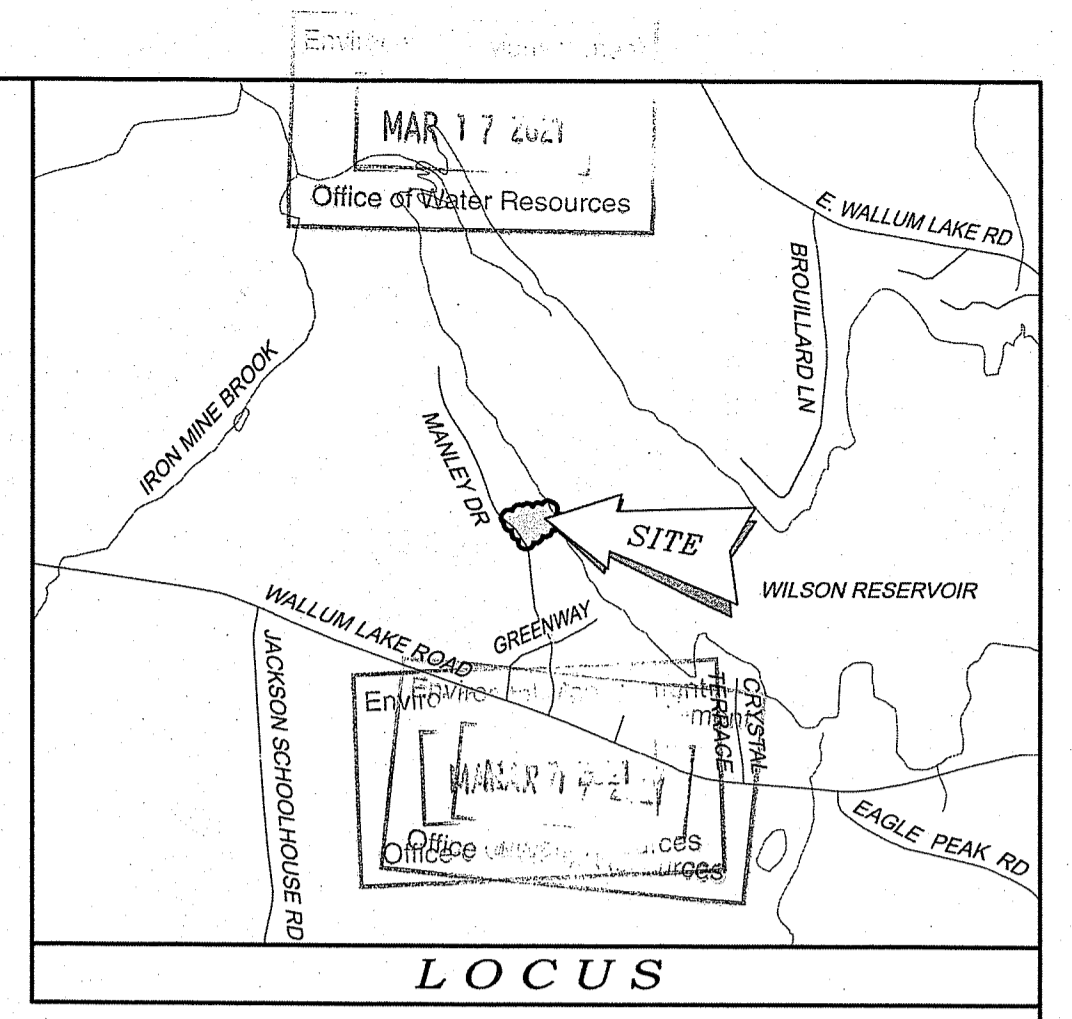 MAR 17 2021
Office of Water Resources
E. WALLUM LAKE RD
BROUILLARD LN
IRON MINE BROOK
MANLEY DR
SITE
WILSON RESERVOIR
WALLUM LAKE ROAD
GREENWAY
JACKSON SCHOOLHOUSE RD
CRYSTAL
TERRACE
EAGLE PEAK RD
Office
LOCUS